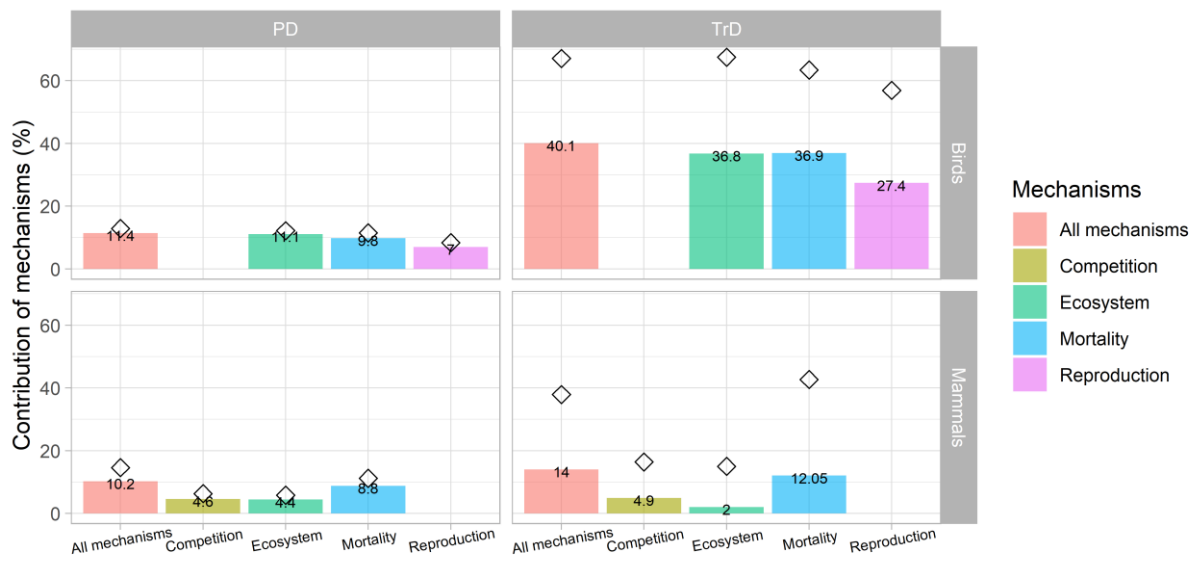 PD
TrD
Contribution of mechanisms (%)
60
40
20
0
11.4
11.1
9.8
7
40.1
36.8
36.9
27.4
Birds
60
40
20
0
10.2
4.6
4.4
8.8
14
4.9
2
12.05
Mammals
All mechanisms
Competition
Ecosystem
Mortality
Reproduction
All mechanisms
Competition
Ecosystem
Mortality
Reproduction
Mechanisms
All mechanisms
Competition
Ecosystem
Mortality
Reproduction